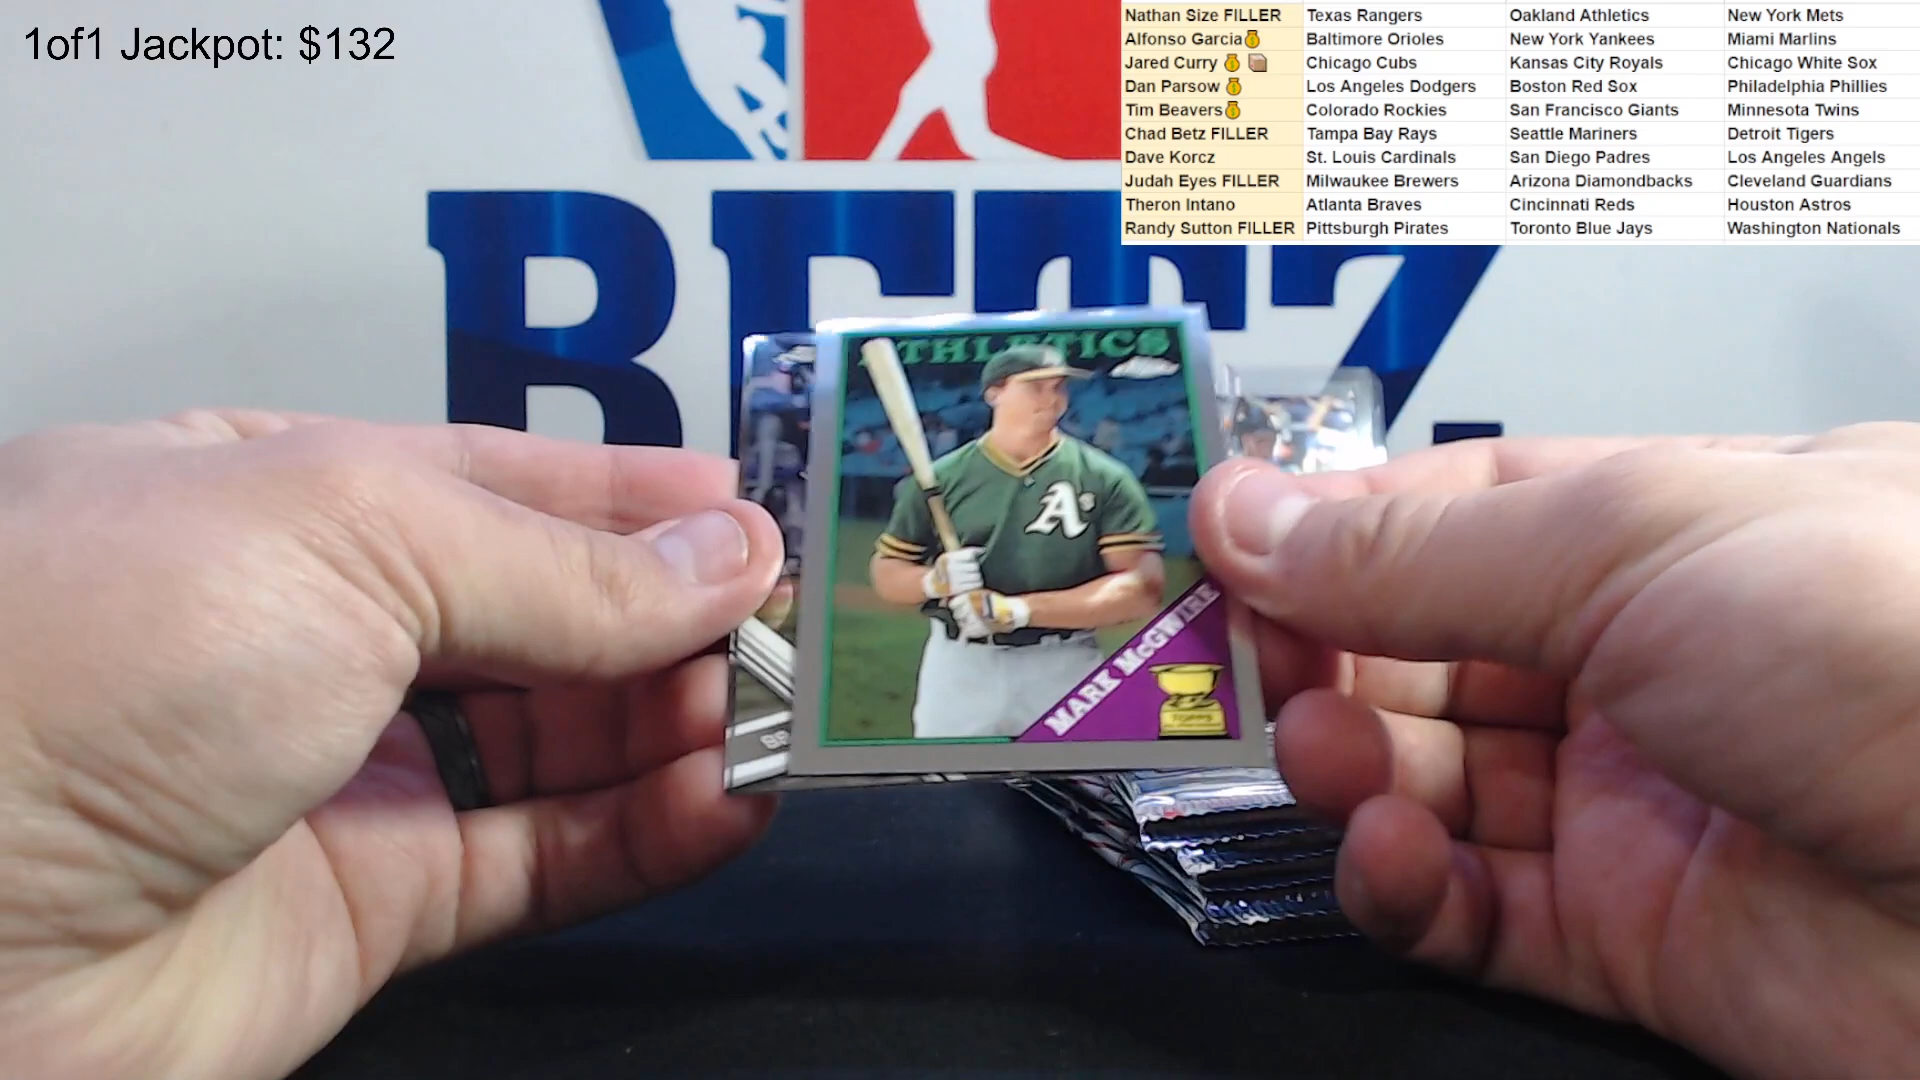 1of1 Jackpot: $132
Nathan Size FILLER Texas Rangers Oakland Athletics New York Mets
Alfonso Garcia Baltimore Orioles New York Yankees Miami Marlins
Jared Curry Chicago Cubs Kansas City Royals Chicago White Sox
Dan Parsow Los Angeles Dodgers Boston Red Sox Philadelphia Phillies
Tim Beavers Colorado Rockies San Francisco Giants Minnesota Twins
Chad Betz FILLER Tampa Bay Rays Seattle Mariners Detroit Tigers
Dave Korcz St. Louis Cardinals San Diego Padres Los Angeles Angels
Judah Eyes FILLER Milwaukee Brewers Arizona Diamondbacks Cleveland Guardians
Theron Intano Atlanta Braves Cincinnati Reds Houston Astros
Randy Sutton FILLER Pittsburgh Pirates Toronto Blue Jays Washington Nationals
BETZ
ATHLETICS
A's
MARK McGWIRE
TOPPS